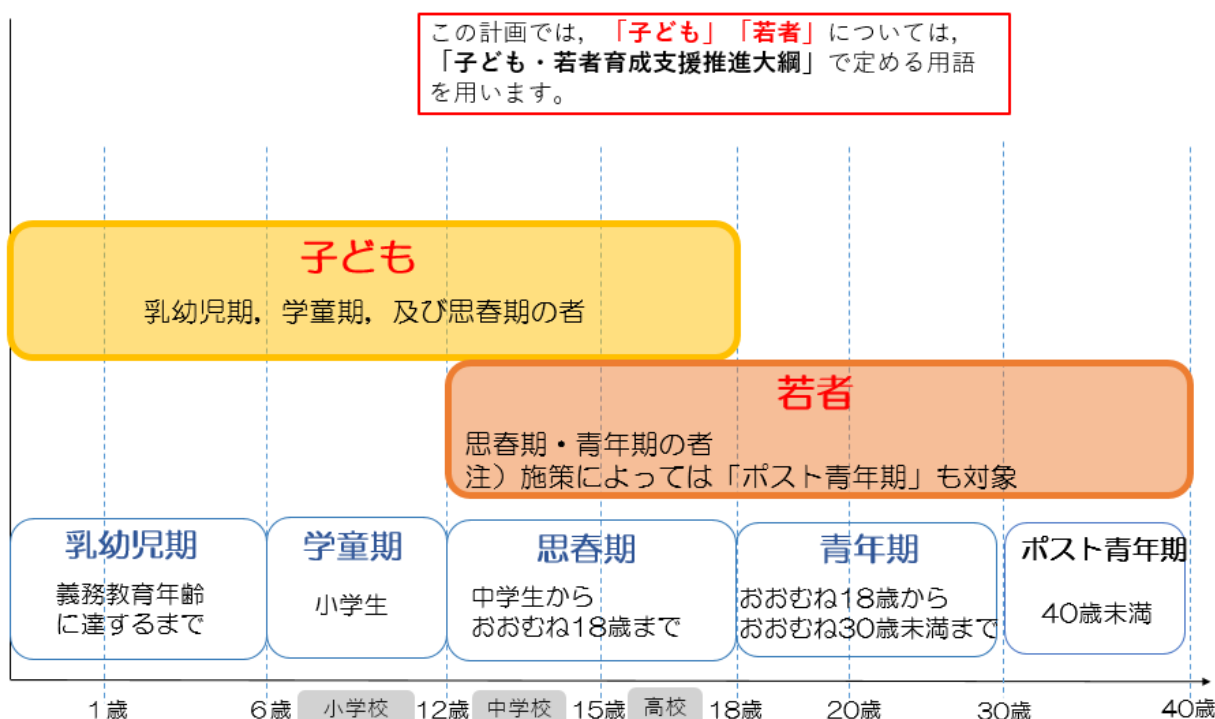 この計画では，「子ども」「若者」については，
「子ども・若者育成支援推進大綱」で定める用語
を用います。
子ども
乳幼児期，学童期，及び思春期の者
若者
思春期・青年期の者
注）施策によっては「ポスト青年期」も対象
乳幼児期
義務教育年齢
に達するまで
学童期
小学生
思春期
中学生から
おおむね18歳まで
青年期
おおむね18歳から
おおむね30歳未満まで
ポスト青年期
40歳未満
1歳 6歳 小学校 12歳 中学校 15歳 高校 18歳 20歳 30歳 40歳